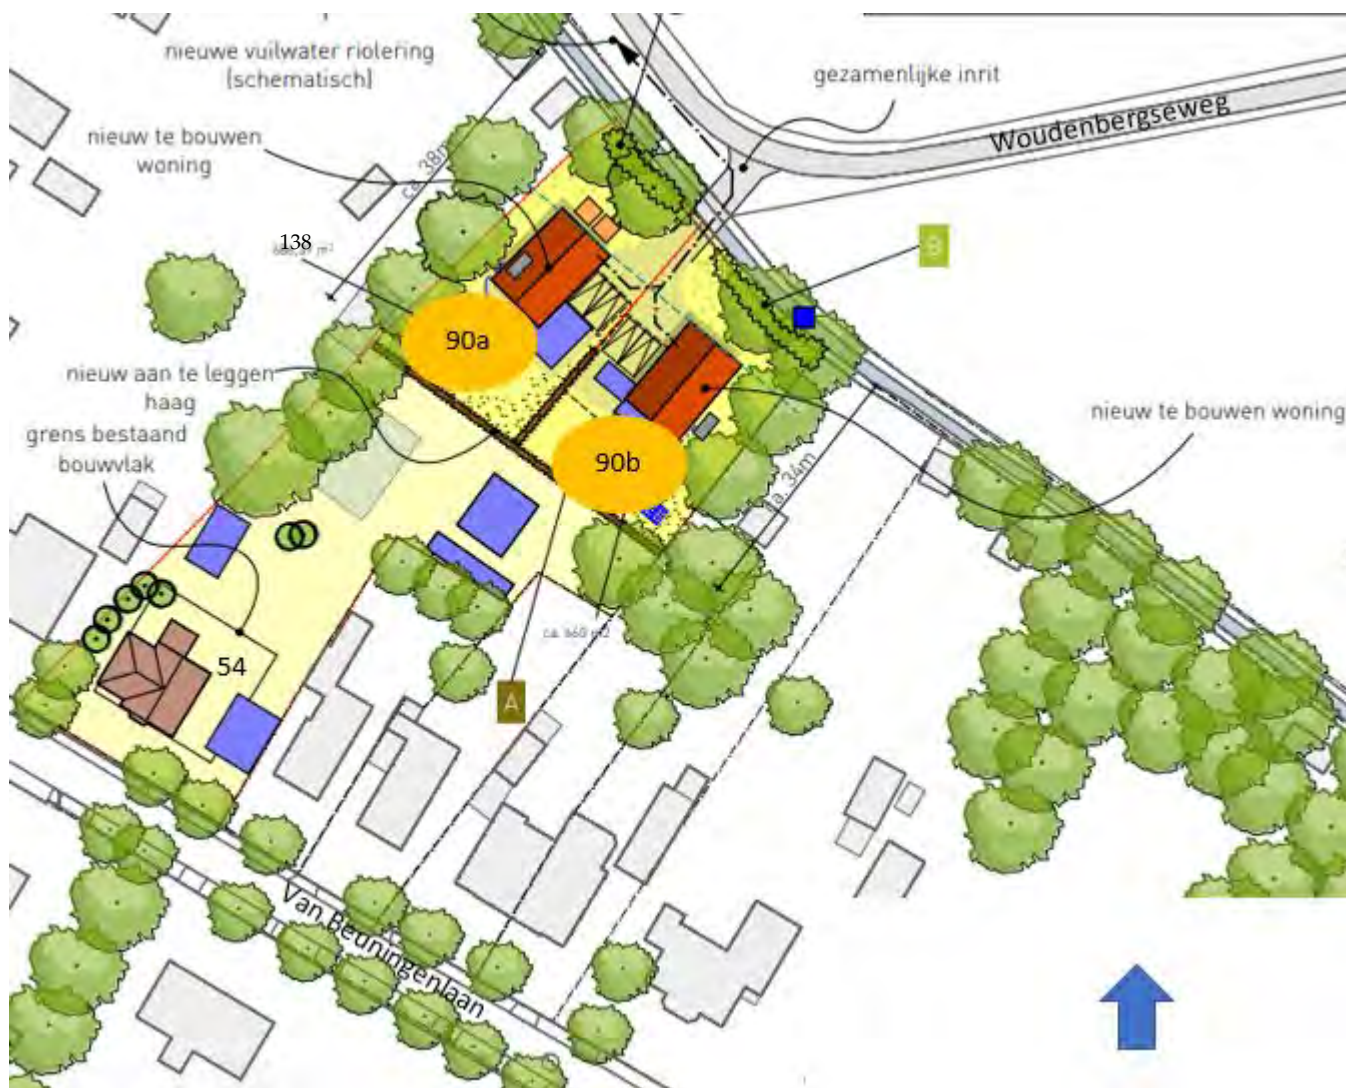 nieuwe vuilwater riolering
(schematisch)
gezamenlijke inrit
Woudenbergseweg
nieuw te bouwen
woning
ca. 38m
138
B
90a
nieuw aan te leggen
haag
nieuw te bouwen woning
grens bestaand
bouwvlak
90b
ca. 34m
ca. 660 m2
54
A
Van Beuningenlaan